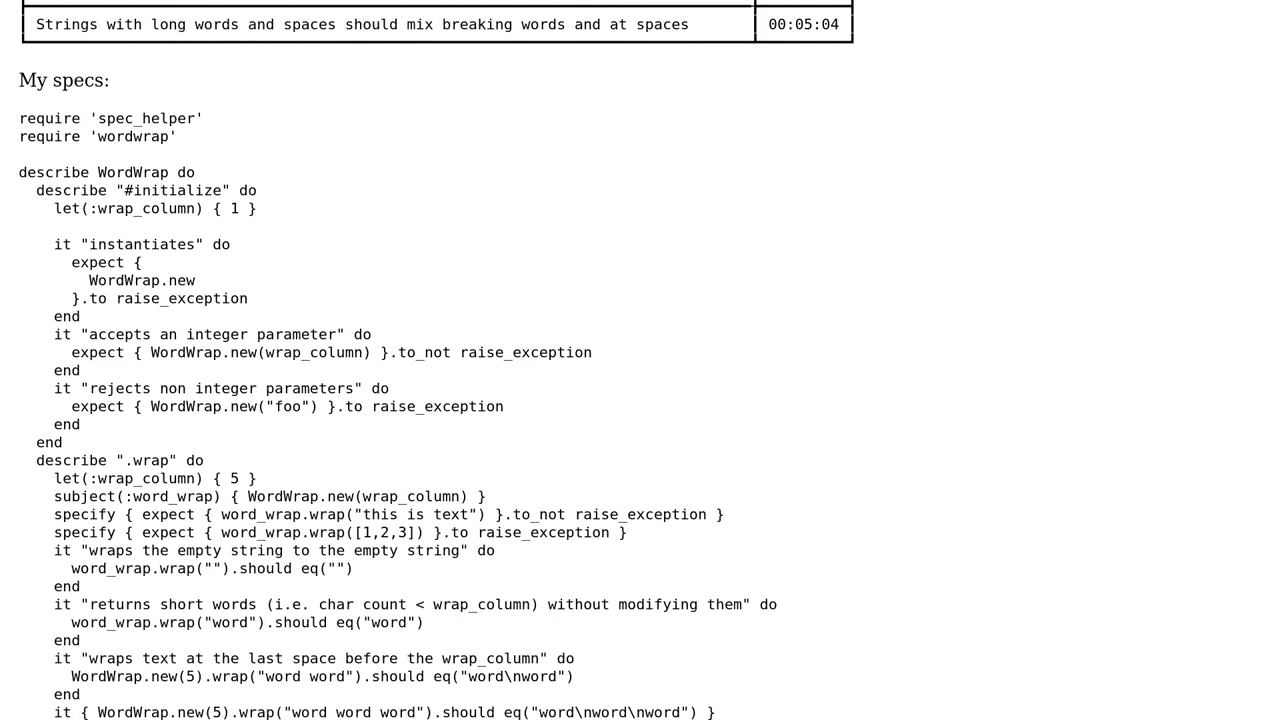 Strings with long words and spaces should mix breaking words and at spaces 00:05:04
My specs:
require 'spec_helper'
require 'wordwrap'
describe WordWrap do
  describe "#initialize" do
    let(:wrap_column) { 1 }
    it "instantiates" do
      expect {
        WordWrap.new
      }.to raise_exception
    end
    it "accepts an integer parameter" do
      expect { WordWrap.new(wrap_column) }.to_not raise_exception
    end
    it "rejects non integer parameters" do
      expect { WordWrap.new("foo") }.to raise_exception
    end
  end
  describe ".wrap" do
    let(:wrap_column) { 5 }
    subject(:word_wrap) { WordWrap.new(wrap_column) }
    specify { expect { word_wrap.wrap("this is text") }.to_not raise_exception }
    specify { expect { word_wrap.wrap([1,2,3]) }.to raise_exception }
    it "wraps the empty string to the empty string" do
      word_wrap.wrap("").should eq("")
    end
    it "returns short words (i.e. char count < wrap_column) without modifying them" do
      word_wrap.wrap("word").should eq("word")
    end
    it "wraps text at the last space before the wrap_column" do
      WordWrap.new(5).wrap("word word").should eq("word\nword")
    end
    it { WordWrap.new(5).wrap("word word word").should eq("word\nword\nword") }